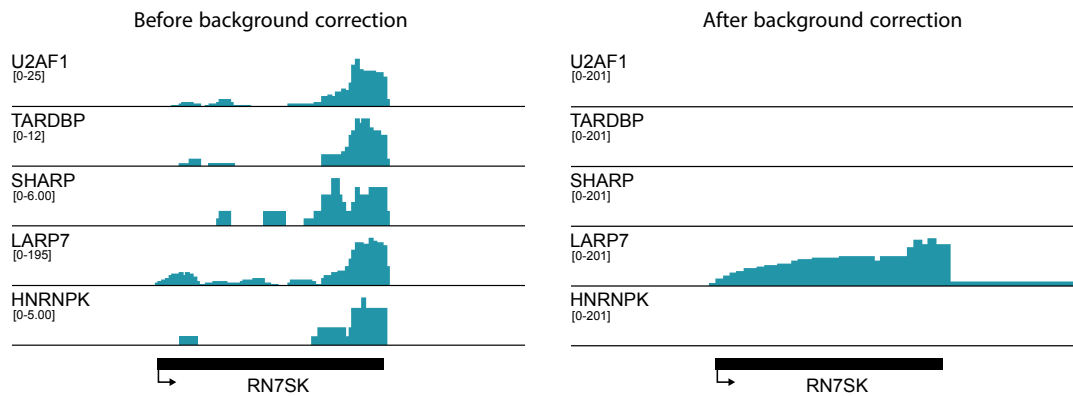 Before background correction
U2AF1
[0-25]
TARDBP
[0-12]
SHARP
[0-6.00]
LARP7
[0-195]
HNRNPK
[0-5.00]
RN7SK
After background correction
U2AF1
[0-201]
TARDBP
[0-201]
SHARP
[0-201]
LARP7
[0-201]
HNRNPK
[0-201]
RN7SK